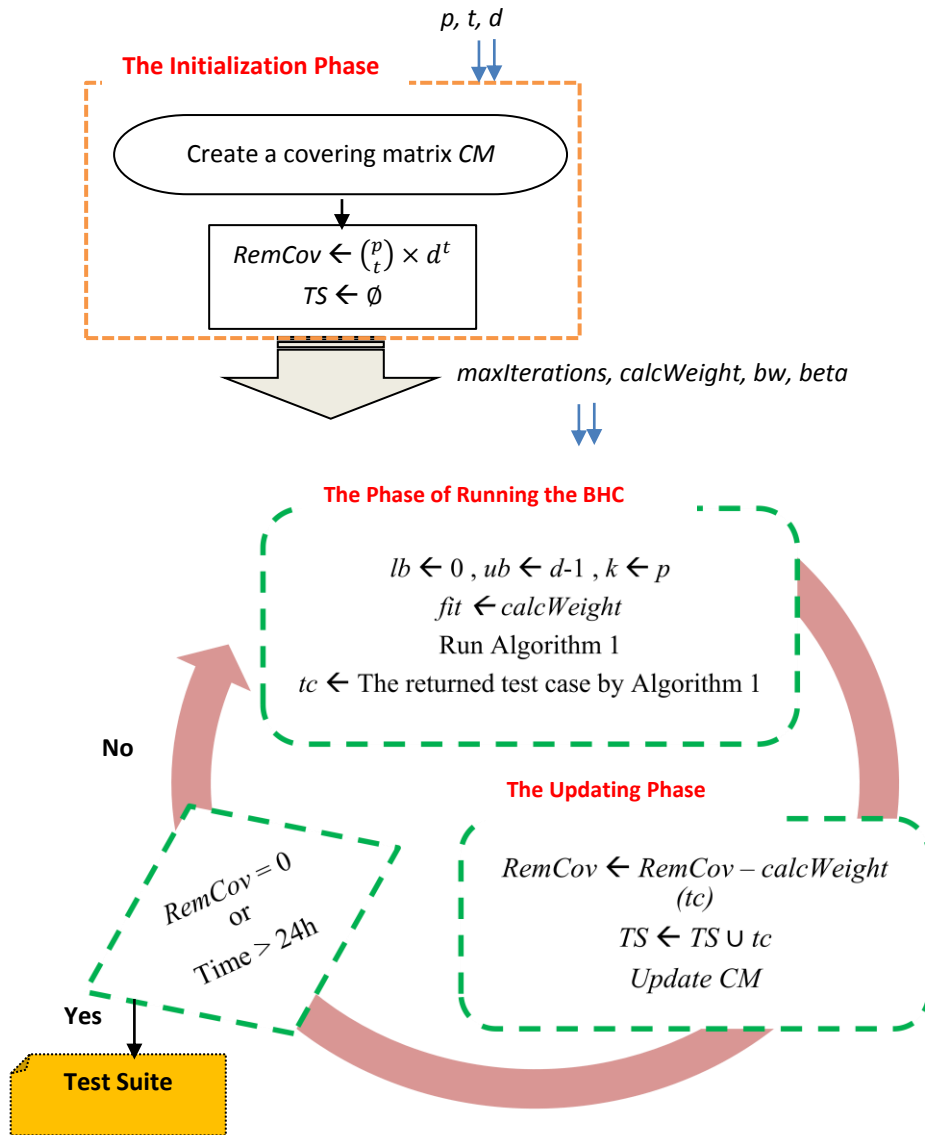 p, t, d
The Initialization Phase
Create a covering matrix CM
RemCov ← (p t) × d^t
TS ← ∅
maxIterations, calcWeight, bw, beta
The Phase of Running the BHC
lb ← 0 , ub ← d-1 , k ← p
fit ← calcWeight
Run Algorithm 1
tc ← The returned test case by Algorithm 1
No
The Updating Phase
RemCov ← RemCov – calcWeight
(tc)
TS ← TS ∪ tc
Update CM
RemCov = 0
or
Time > 24h
Yes
Test Suite